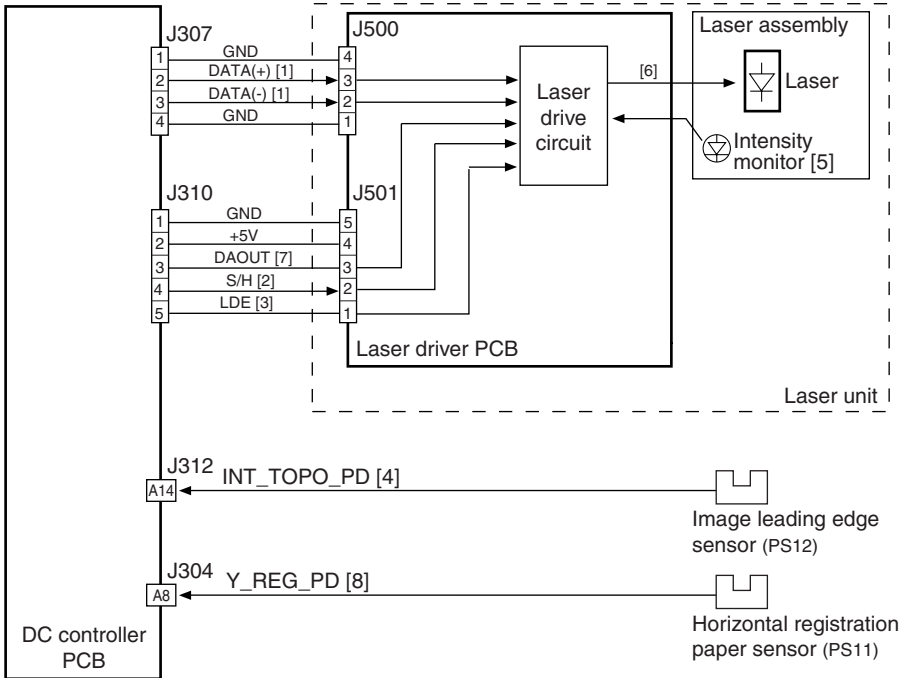 J307
1 GND 4
2 DATA(+) [1] 3
3 DATA(-) [1] 2
4 GND 1
J500
Laser drive circuit
[6]
Laser assembly
Laser
Intensity
monitor [5]
J310
1 GND 5
2 +5V 4
3 DAOUT [7] 3
4 S/H [2] 2
5 LDE [3] 1
J501
Laser driver PCB
Laser unit
J312
A14
INT_TOPO_PD [4]
Image leading edge
sensor (PS12)
J304
A8
Y_REG_PD [8]
Horizontal registration
paper sensor (PS11)
DC controller
PCB